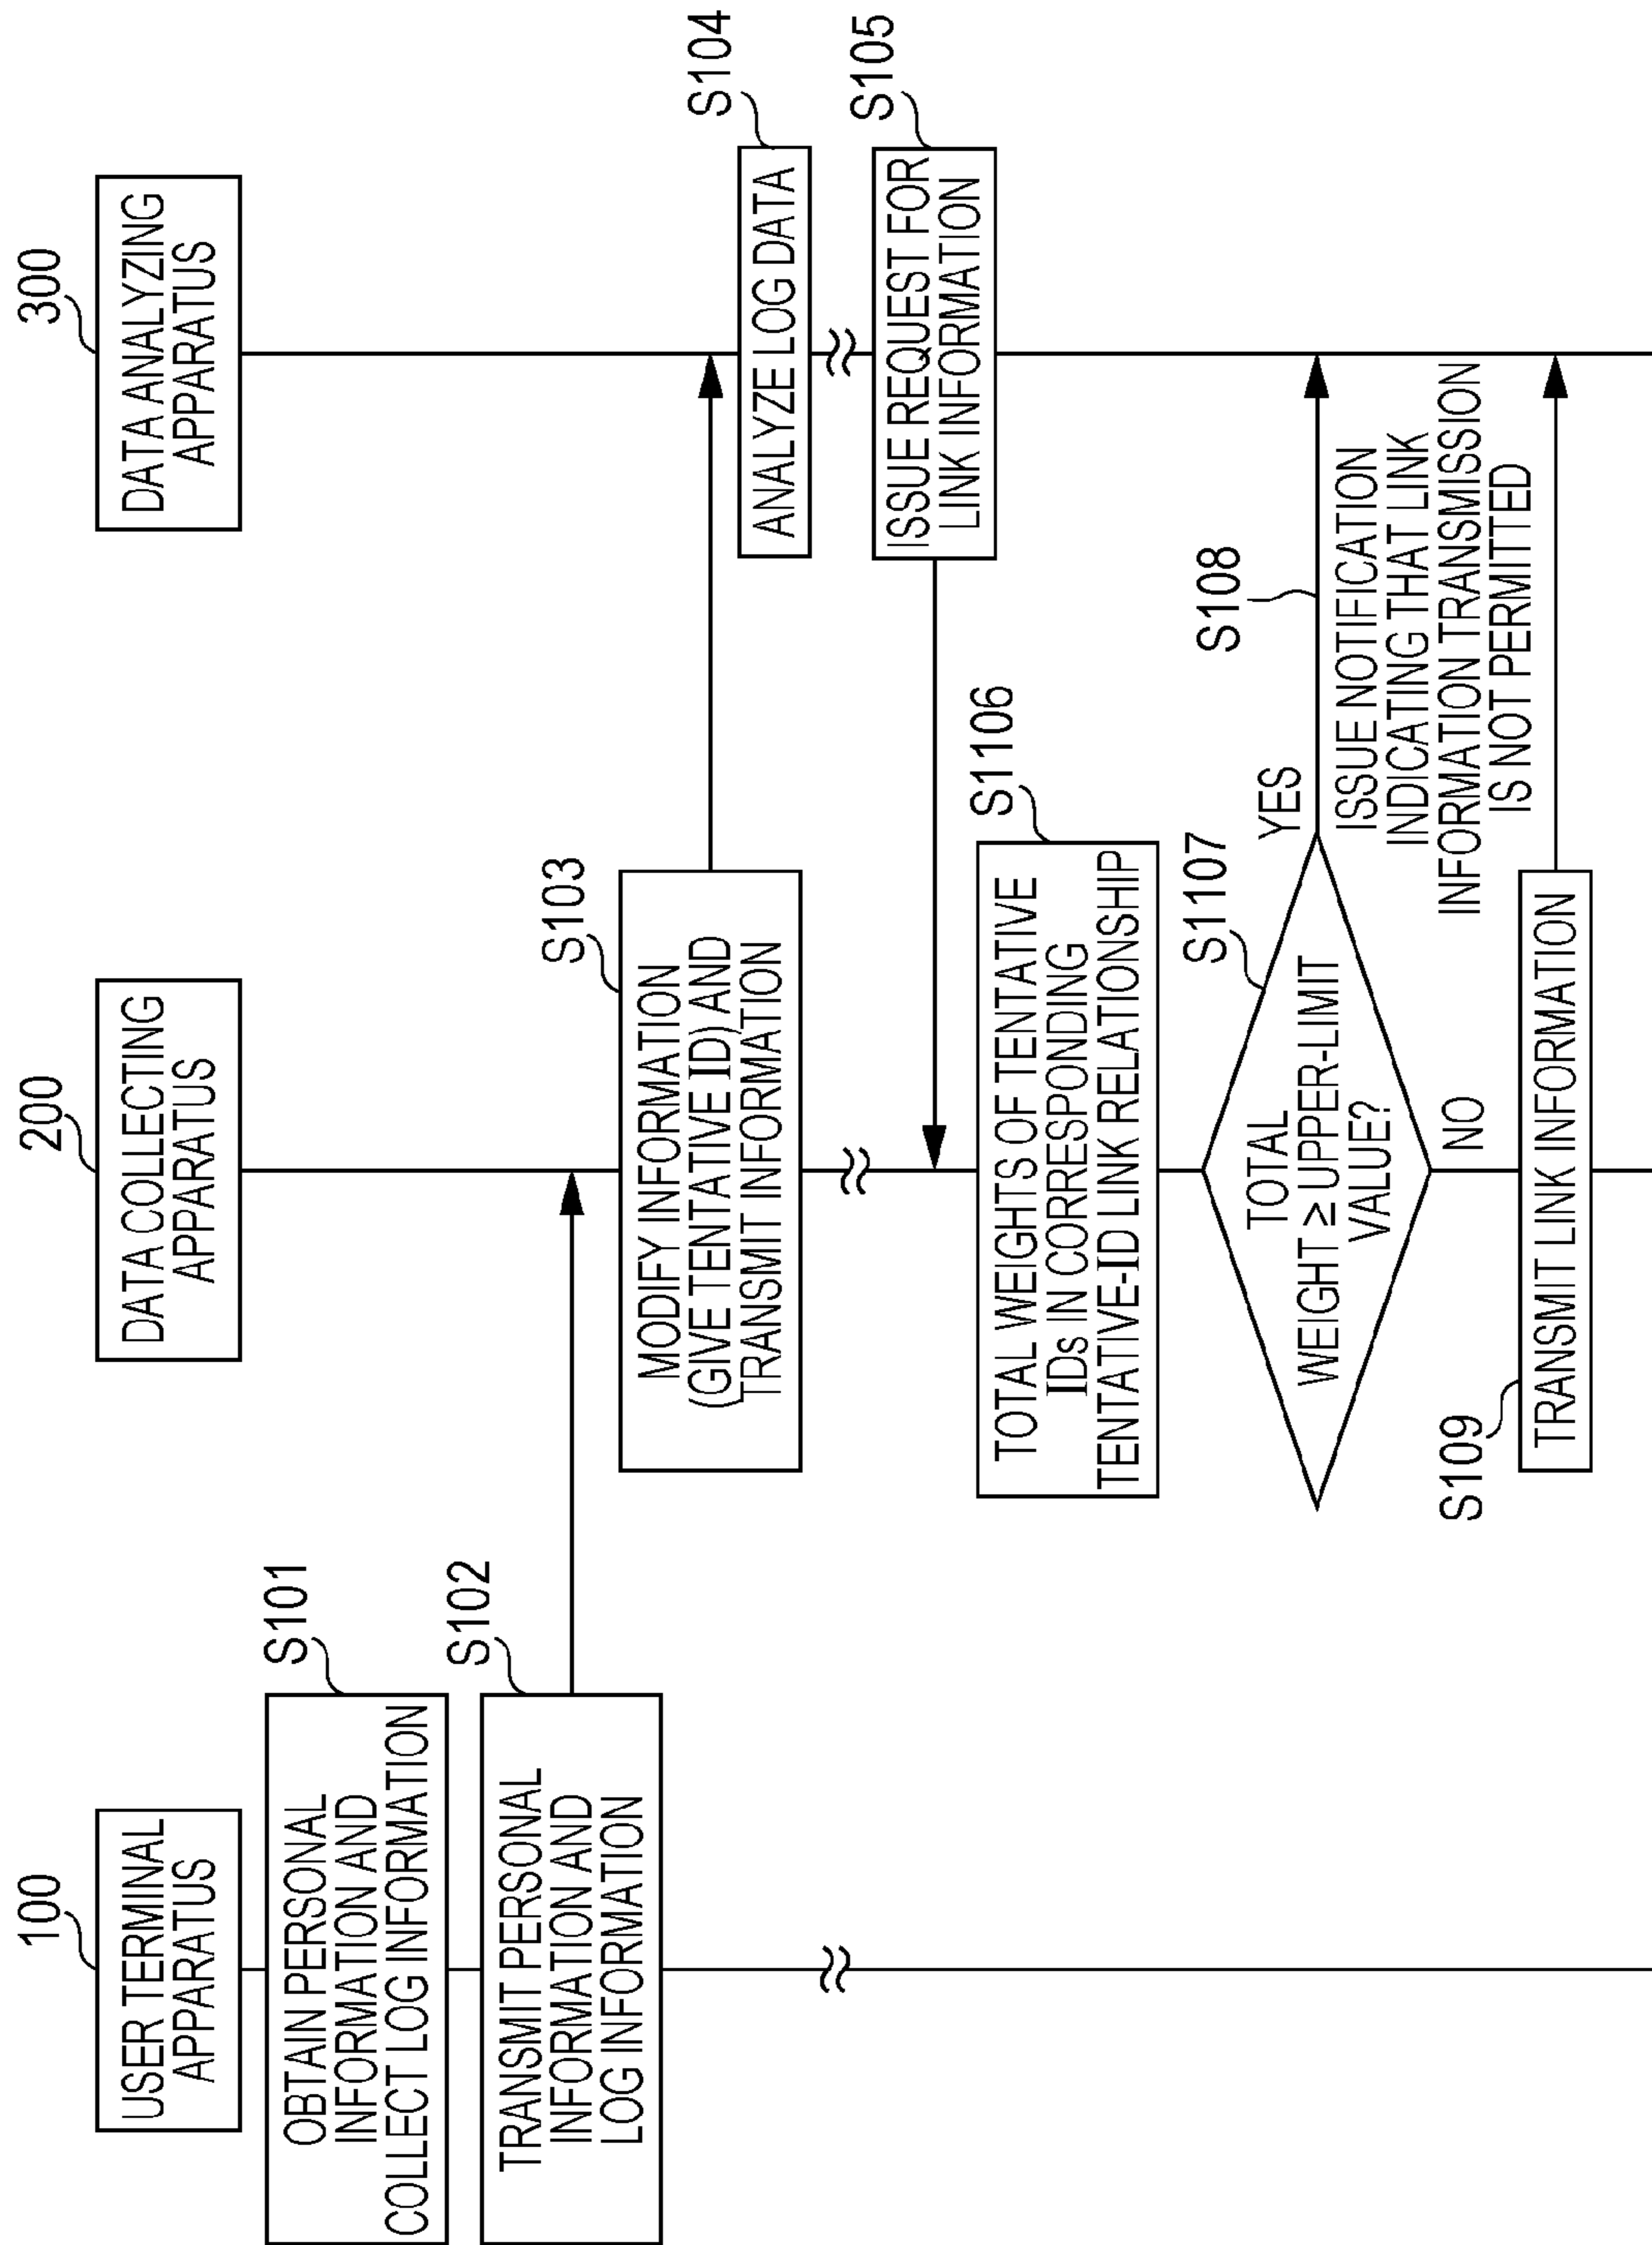 100
USER TERMINAL
APPARATUS
200
DATA COLLECTING
APPARATUS
300
DATA ANALYZING
APPARATUS
S101
OBTAIN PERSONAL
INFORMATION AND
COLLECT LOG INFORMATION
S102
TRANSMIT PERSONAL
INFORMATION AND
LOG INFORMATION
S103
MODIFY INFORMATION
(GIVE TENTATIVE ID) AND
TRANSMIT INFORMATION
S104
ANALYZE LOG DATA
S105
ISSUE REQUEST FOR
LINK INFORMATION
S1106
TOTAL WEIGHTS OF TENTATIVE
IDs IN CORRESPONDING
TENTATIVE-ID LINK RELATIONSHIP
S1107
TOTAL
WEIGHT ≥ UPPER-LIMIT
VALUE?
YES
S108
ISSUE NOTIFICATION
INDICATING THAT LINK
INFORMATION TRANSMISSION
IS NOT PERMITTED
NO
S109
TRANSMIT LINK INFORMATION